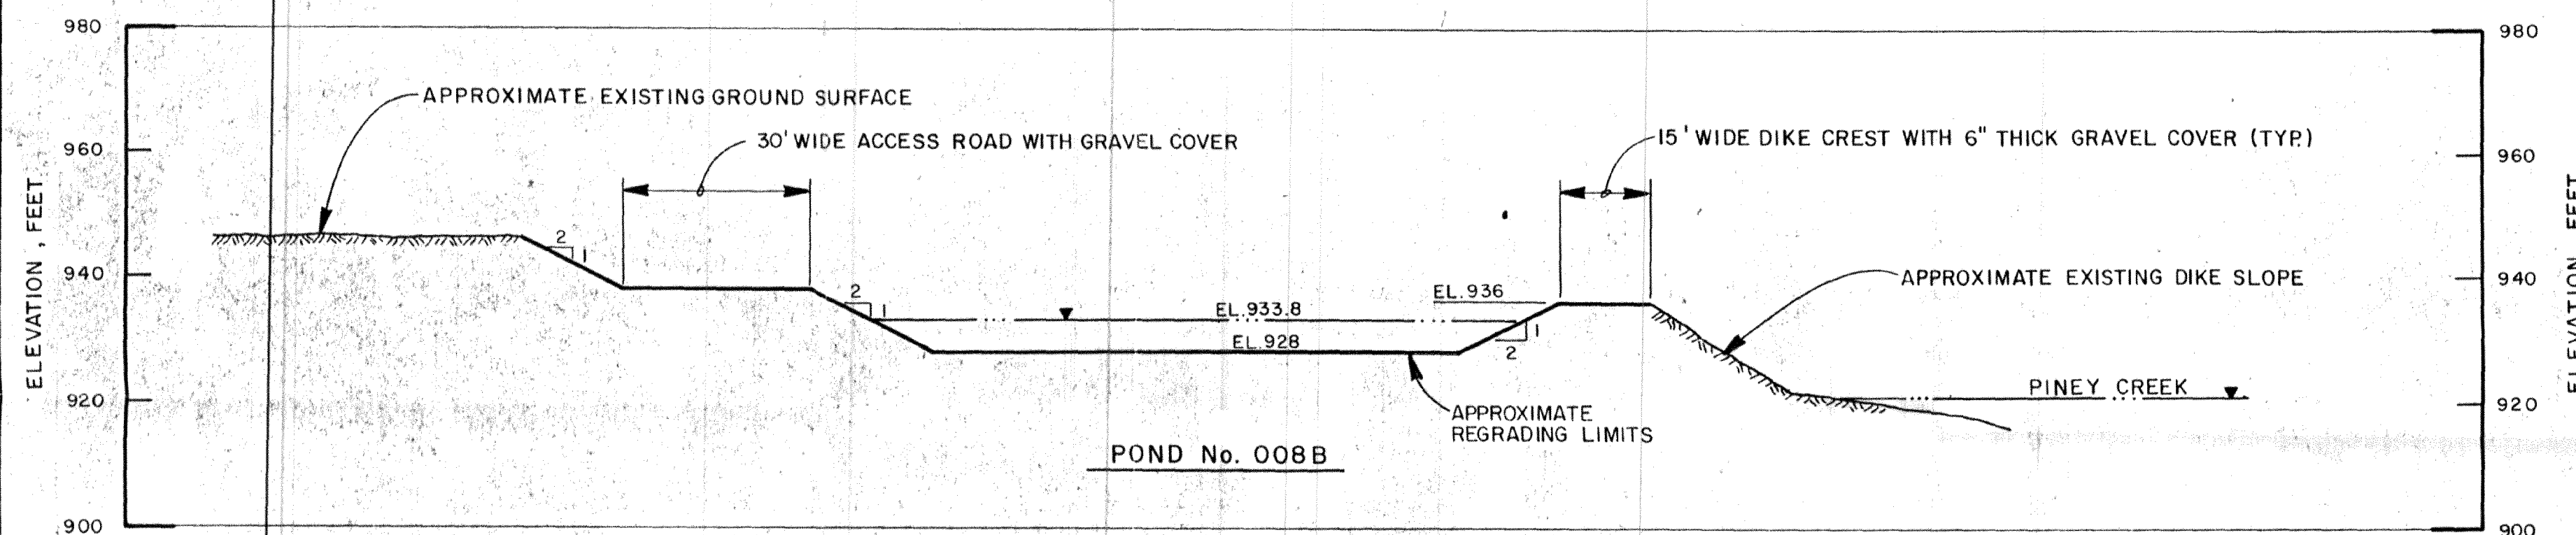 980
980
APPROXIMATE EXISTING GROUND SURFACE
30' WIDE ACCESS ROAD WITH GRAVEL COVER
15' WIDE DIKE CREST WITH 6" THICK GRAVEL COVER (TYP.)
960
960
ELEVATION, FEET
ELEVATION FEET
2
1
940
940
APPROXIMATE EXISTING DIKE SLOPE
2
1
EL.933.8
EL.936
EL.928
1
2
PINEY CREEK
920
920
APPROXIMATE
REGRADING LIMITS
POND No. 008B
900
900